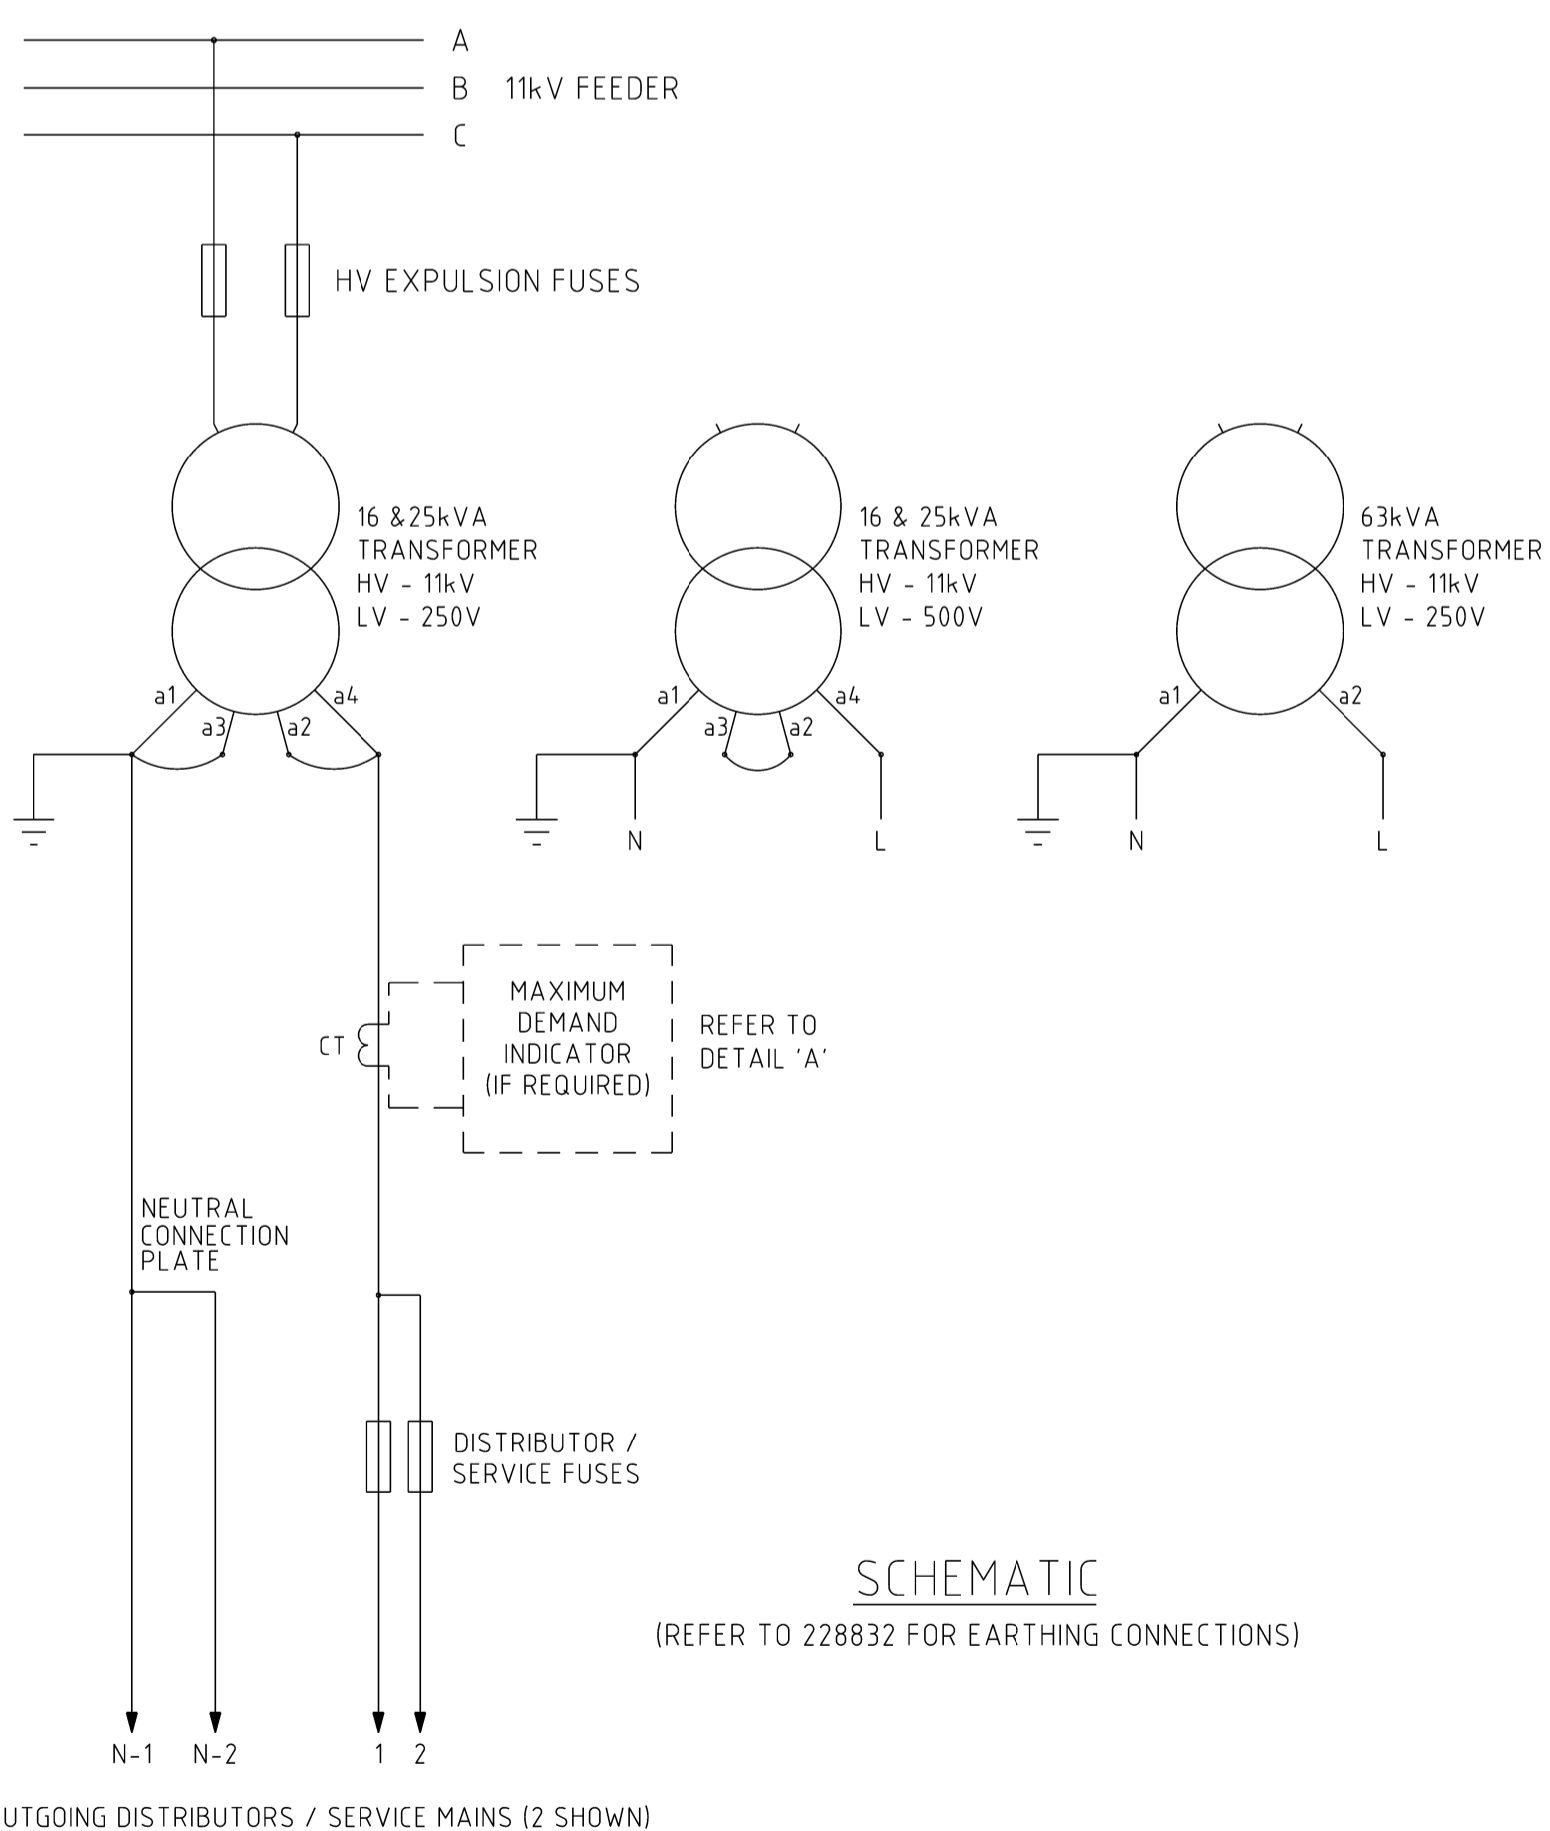 A
B 11kV FEEDER
C
HV EXPULSION FUSES
16 &25kVA
TRANSFORMER
HV - 11kV
LV - 250V
a1
a3
a2
a4
16 & 25kVA
TRANSFORMER
HV - 11kV
LV - 500V
a1
a3
a2
a4
N
L
63kVA
TRANSFORMER
HV - 11kV
LV - 250V
a1
a2
N
L
CT
MAXIMUM
DEMAND
INDICATOR
(IF REQUIRED)
REFER TO
DETAIL 'A'
NEUTRAL
CONNECTION
PLATE
DISTRIBUTOR /
SERVICE FUSES
SCHEMATIC
(REFER TO 228832 FOR EARTHING CONNECTIONS)
N-1 N-2 1 2
UTGOING DISTRIBUTORS / SERVICE MAINS (2 SHOWN)